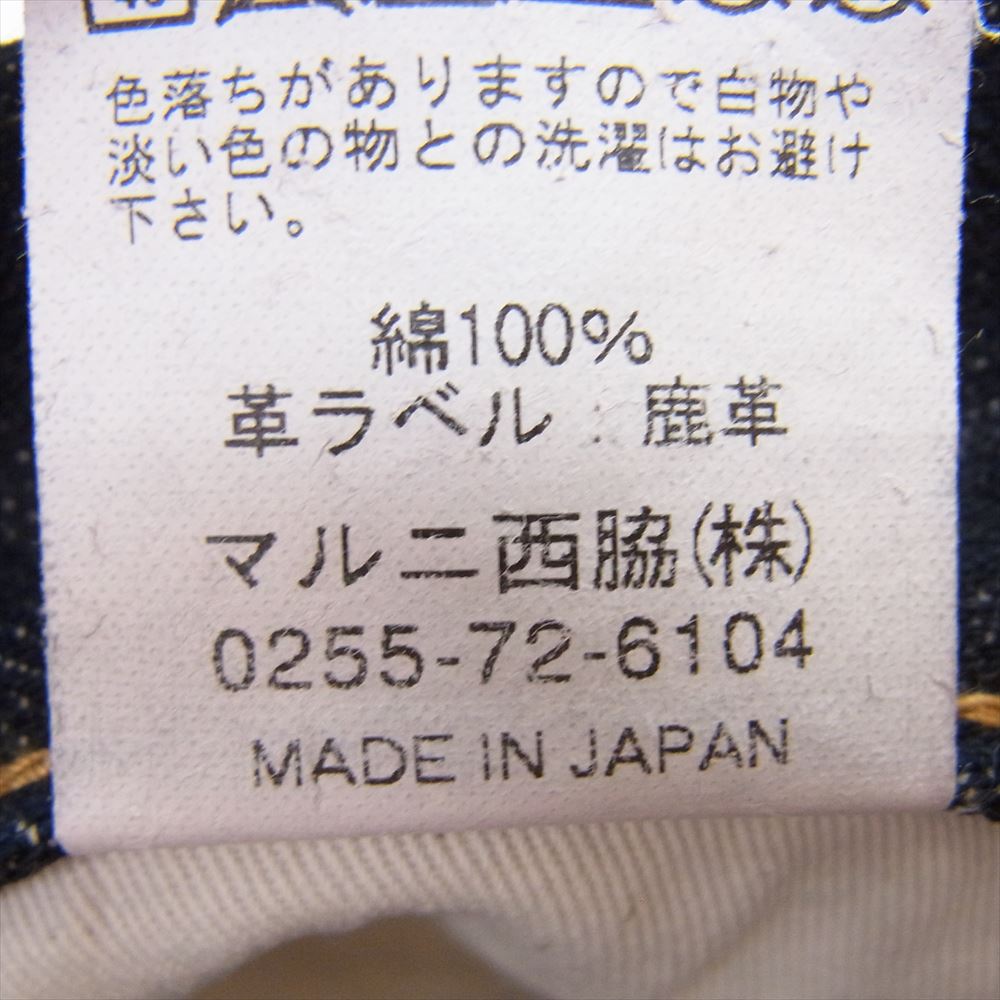 色落ちがありますので白物や
淡い色の物との洗濯はお避け
下さい。
綿100%
革ラベル：鹿革
マルニ西脇(株)
0255-72-6104
MADE IN JAPAN